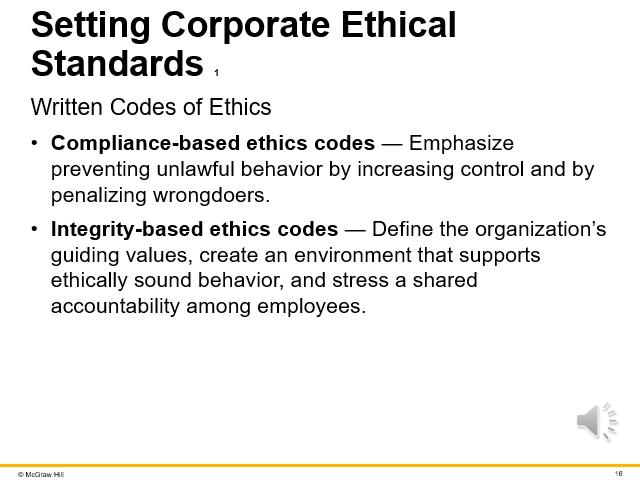 Setting Corporate Ethical
Standards 1
Written Codes of Ethics
• Compliance-based ethics codes — Emphasize
preventing unlawful behavior by increasing control and by
penalizing wrongdoers.
• Integrity-based ethics codes — Define the organization’s
guiding values, create an environment that supports
ethically sound behavior, and stress a shared
accountability among employees.
© McGraw Hill
16